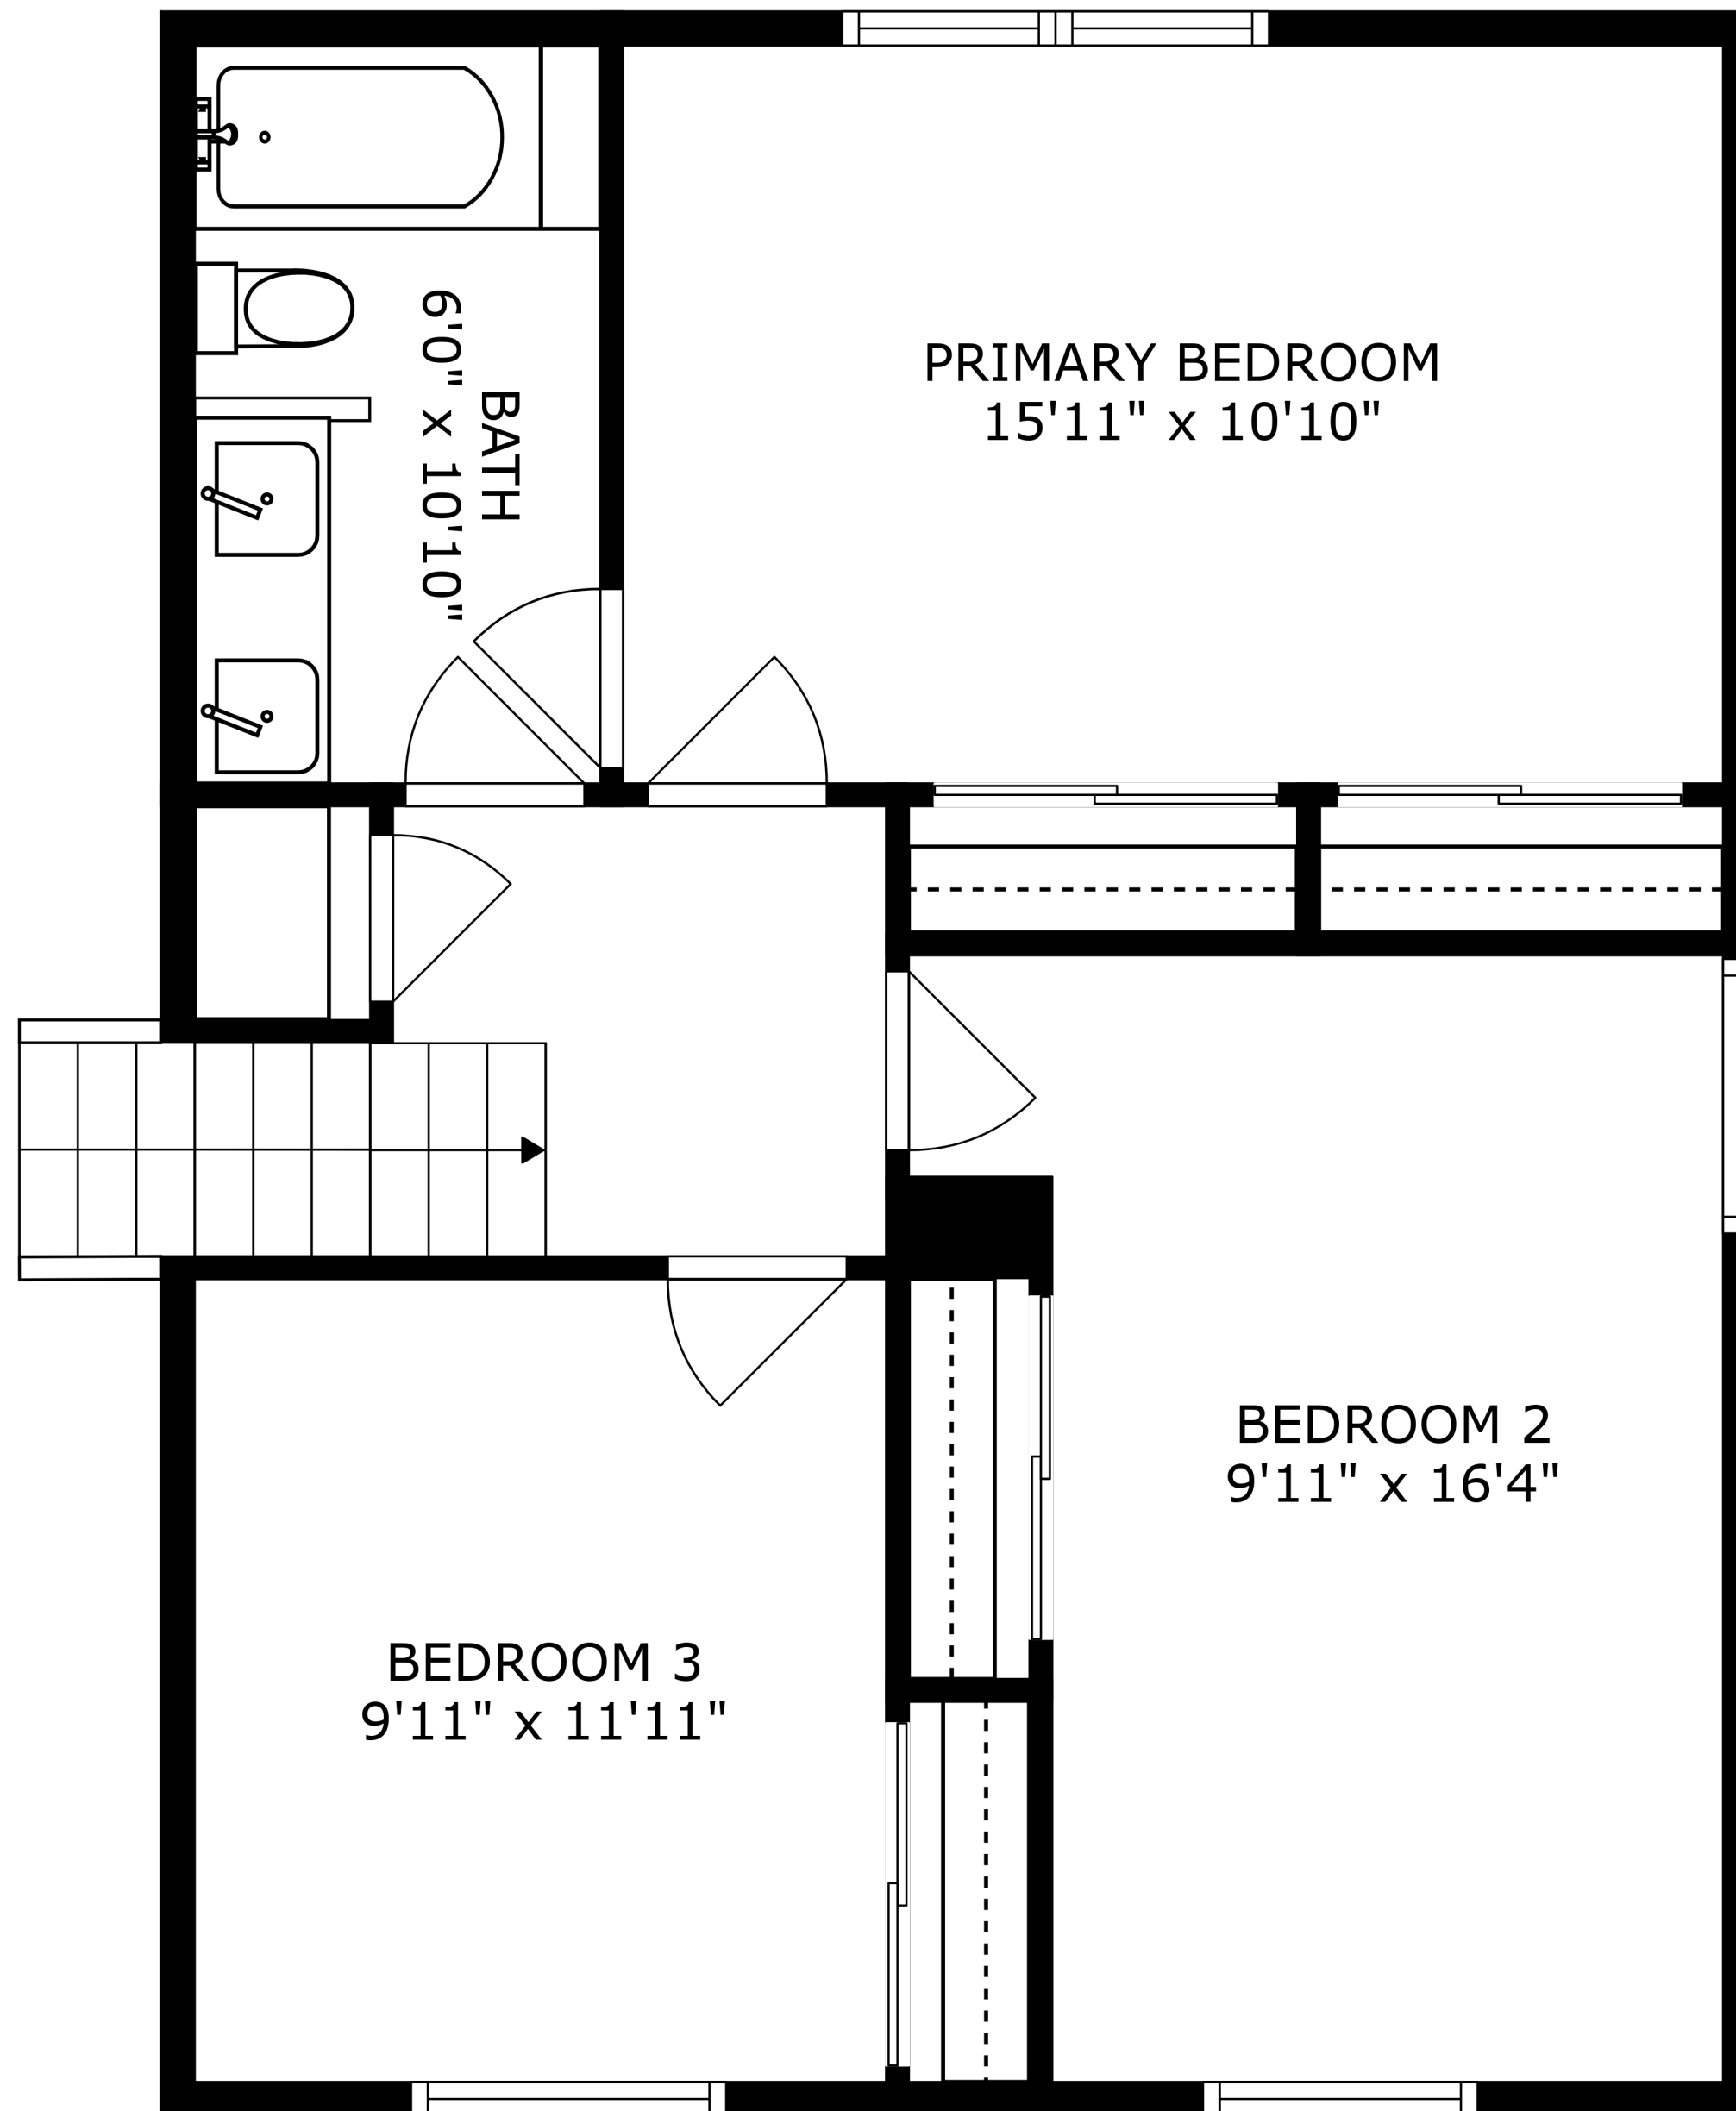 PRIMARY BEDROOM
15'11" x 10'10"
BATH
6'0" x 10'10"
BEDROOM 2
9'11" x 16'4"
BEDROOM 3
9'11" x 11'11"